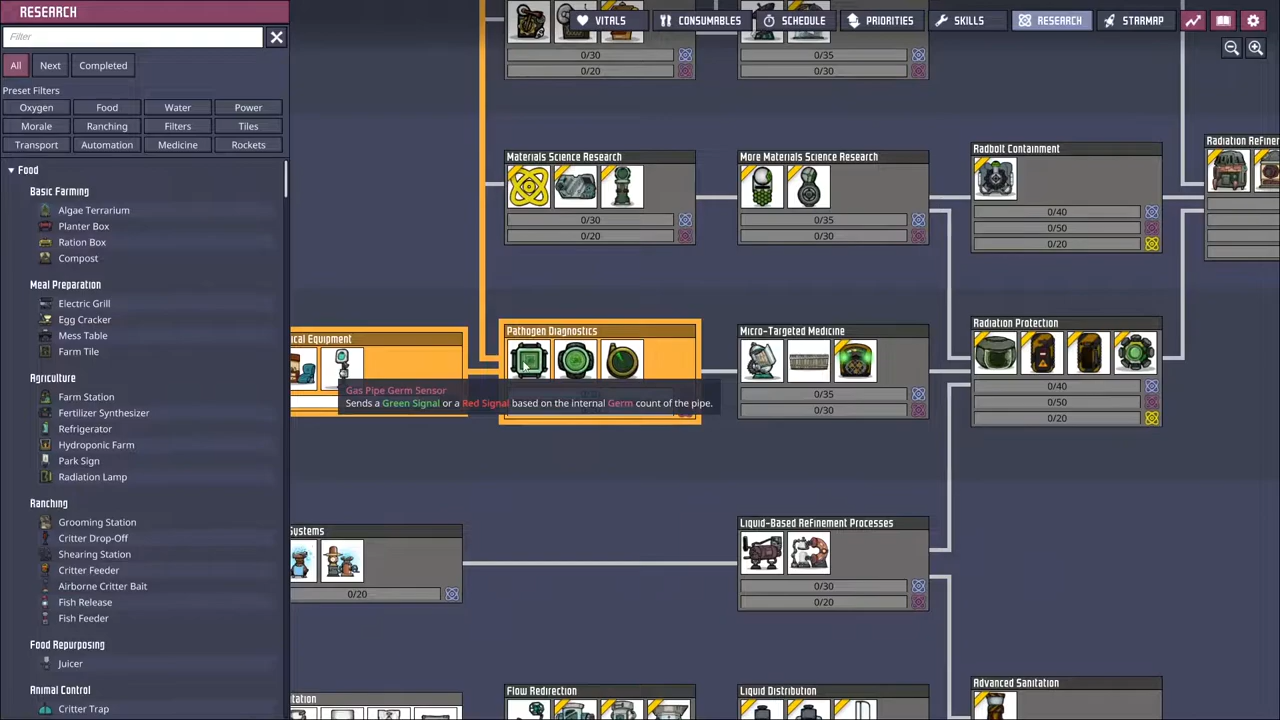 RESEARCH
VITALS
CONSUMABLES
SCHEDULE
PRIORITIES
SKILLS
RESEARCH
STARMAP
Filter
All
Next
Completed
Preset Filters
Oxygen
Food
Water
Power
Morale
Ranching
Filters
Tiles
Transport
Automation
Medicine
Rockets
Food
Basic Farming
Algae Terrarium
Planter Box
Ration Box
Compost
Meal Preparation
Electric Grill
Egg Cracker
Mess Table
Farm Tile
Agriculture
Farm Station
Fertilizer Synthesizer
Refrigerator
Hydroponic Farm
Park Sign
Radiation Lamp
Ranching
Grooming Station
Critter Drop-Off
Shearing Station
Critter Feeder
Airborne Critter Bait
Fish Release
Fish Feeder
Food Repurposing
Juicer
Animal Control
Critter Trap
0/30
0/20
0/35
0/30
Materials Science Research
0/30
0/20
More Materials Science Research
0/35
0/30
Radbolt Containment
0/40
0/50
0/20
Radiation Refiner
ical Equipment
Pathogen Diagnostics
Gas Pipe Germ Sensor
Sends a Green Signal or a Red Signal based on the internal Germ count of the pipe.
Micro-Targeted Medicine
0/35
0/30
Radiation Protection
0/40
0/50
0/20
Systems
0/20
Liquid-Based Refinement Processes
0/30
0/20
tation
Flow Redirection
Liquid Distribution
Advanced Sanitation